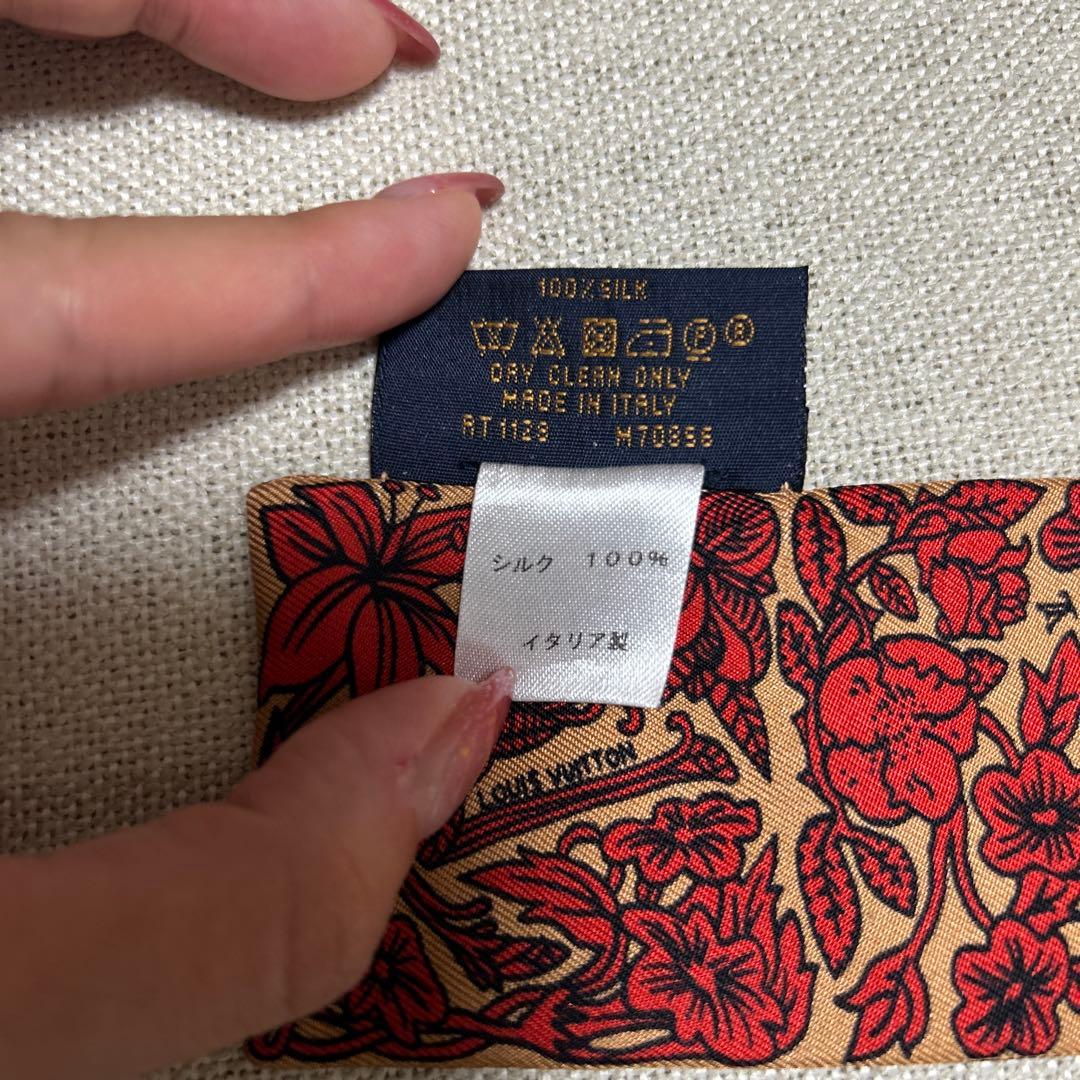 100% SILK
P R
DRY CLEAN ONLY
MADE IN ITALY
RT1128 M70856
シルク 100%
イタリア製
LOUIS VUITTON